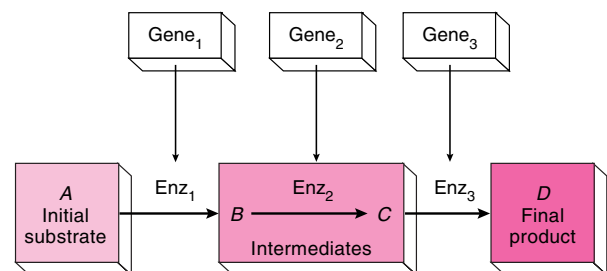 Gene₁ Gene₂ Gene₃
A Enz₁ Enz₂ Enz₃ D
Initial B C Final
substrate Intermediates product